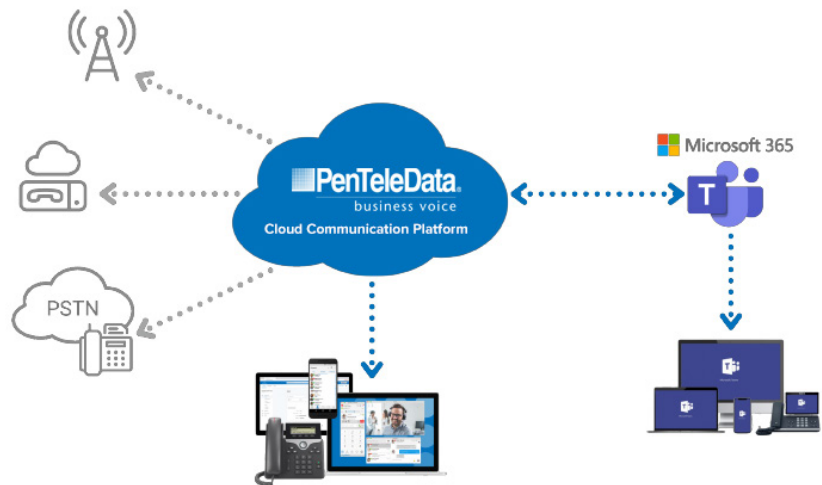 Microsoft 365
PenTeleData.
business voice
Cloud Communication Platform
T
PSTN
T
T
T